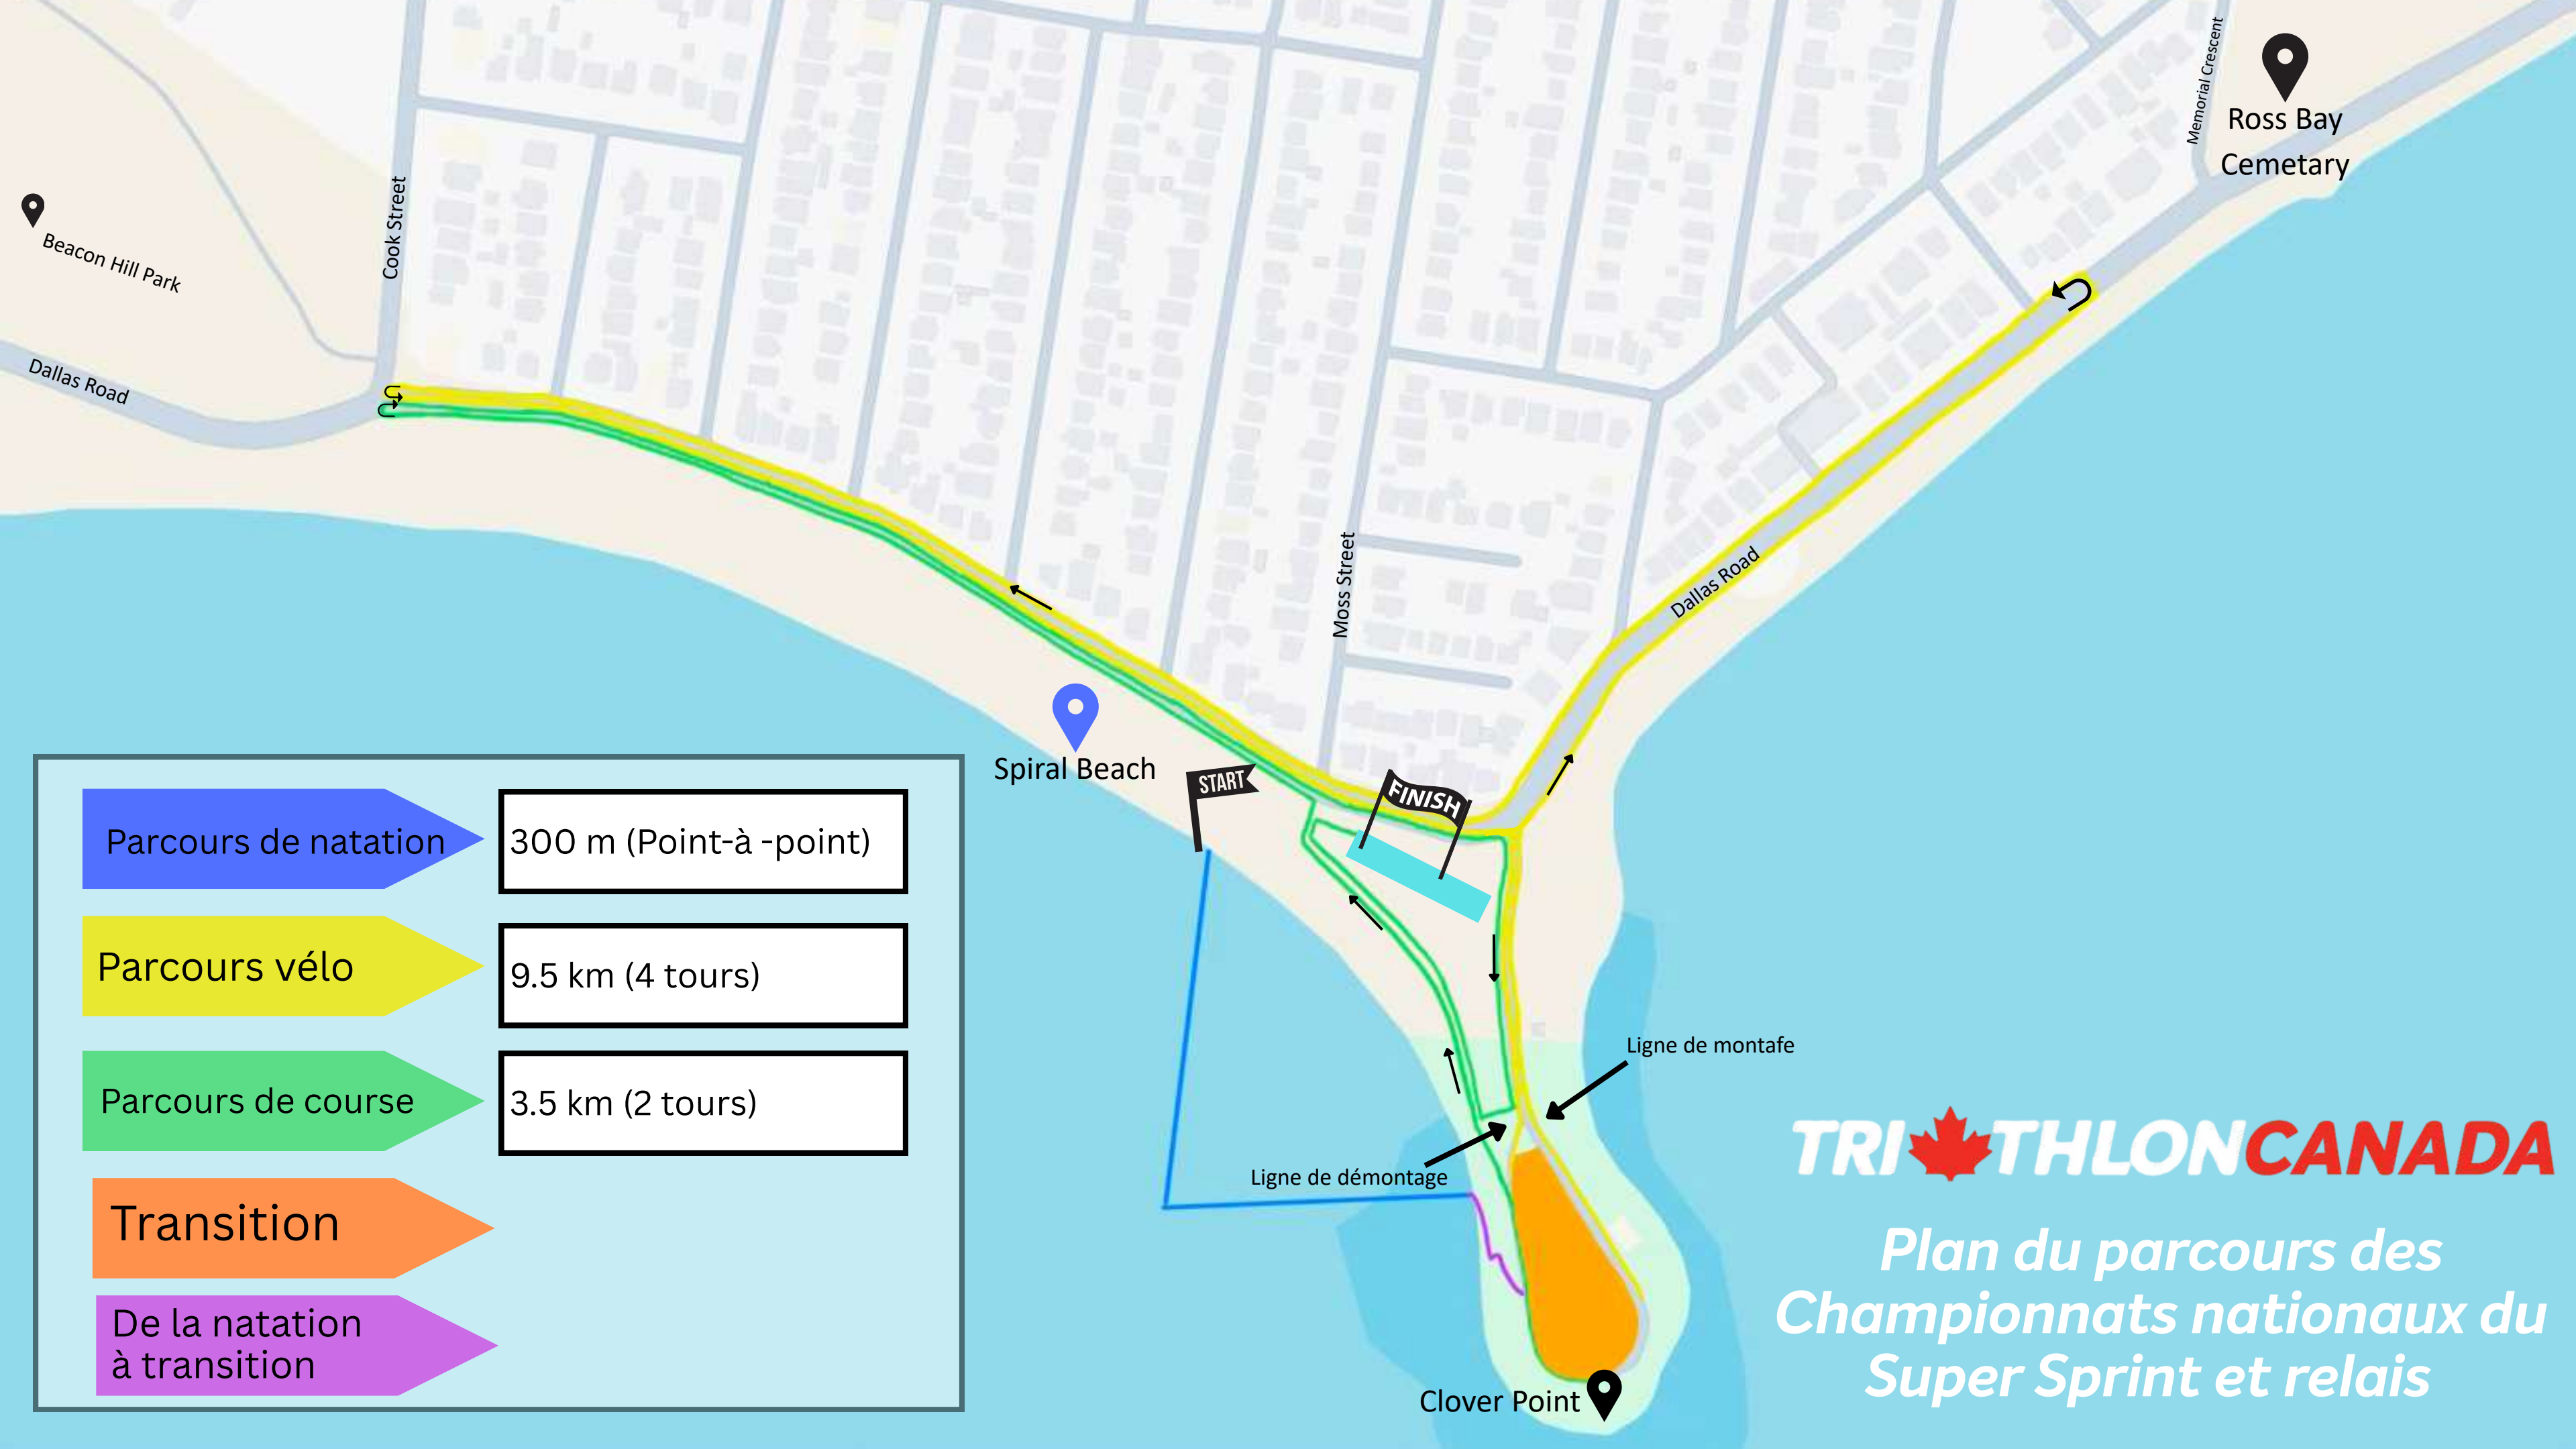 Memorial Crescent
Ross Bay
Cemetary
Cook Street
Beacon Hill Park
Dallas Road
Moss Street
Dallas Road
Spiral Beach
START
FINISH
Parcours de natation
300 m (Point-à -point)
Parcours vélo
9.5 km (4 tours)
Parcours de course
3.5 km (2 tours)
Transition
De la natation
à transition
Ligne de montafe
Ligne de démontage
Clover Point
TRI THLONCANADA
Plan du parcours des
Championnats nationaux du
Super Sprint et relais